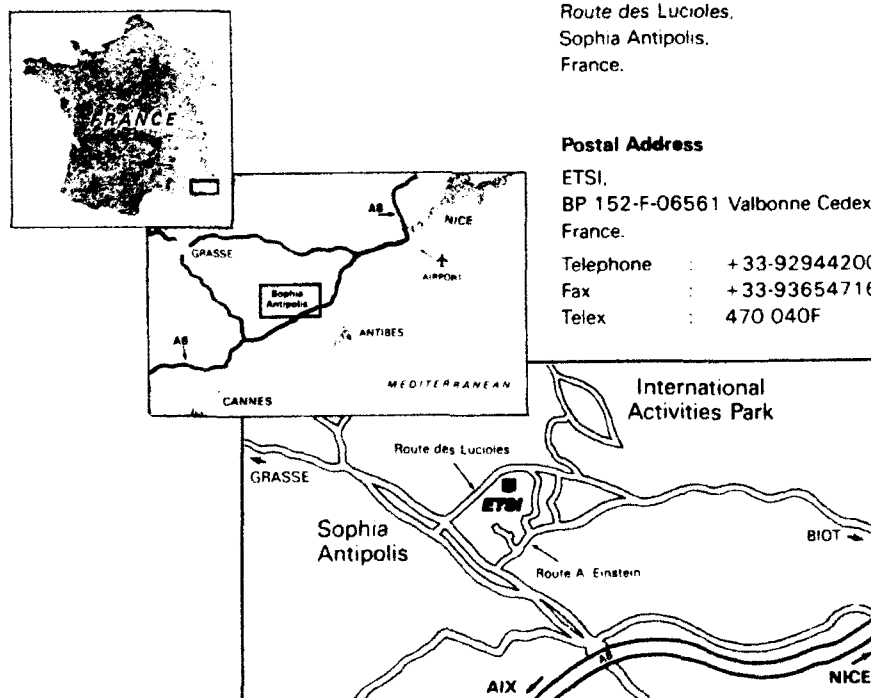 Route des Lucioles,
Sophia Antipolis,
France.
Postal Address
ETSI,
BP 152-F-06561 Valbonne Cedex
France.
Telephone : +33-92944200
Fax : +33-93654716
Telex : 470 040F
FRANCE
A8
NICE
GRASSE
AIRPORT
Sophia
Antipolis
ANTIBES
A8
MEDITERRANEAN
CANNES
International
Activities Park
Route des Lucioles
GRASSE
ETSI
Sophia
Antipolis
BIOT
Route A. Einstein
A8
AIX
NICE